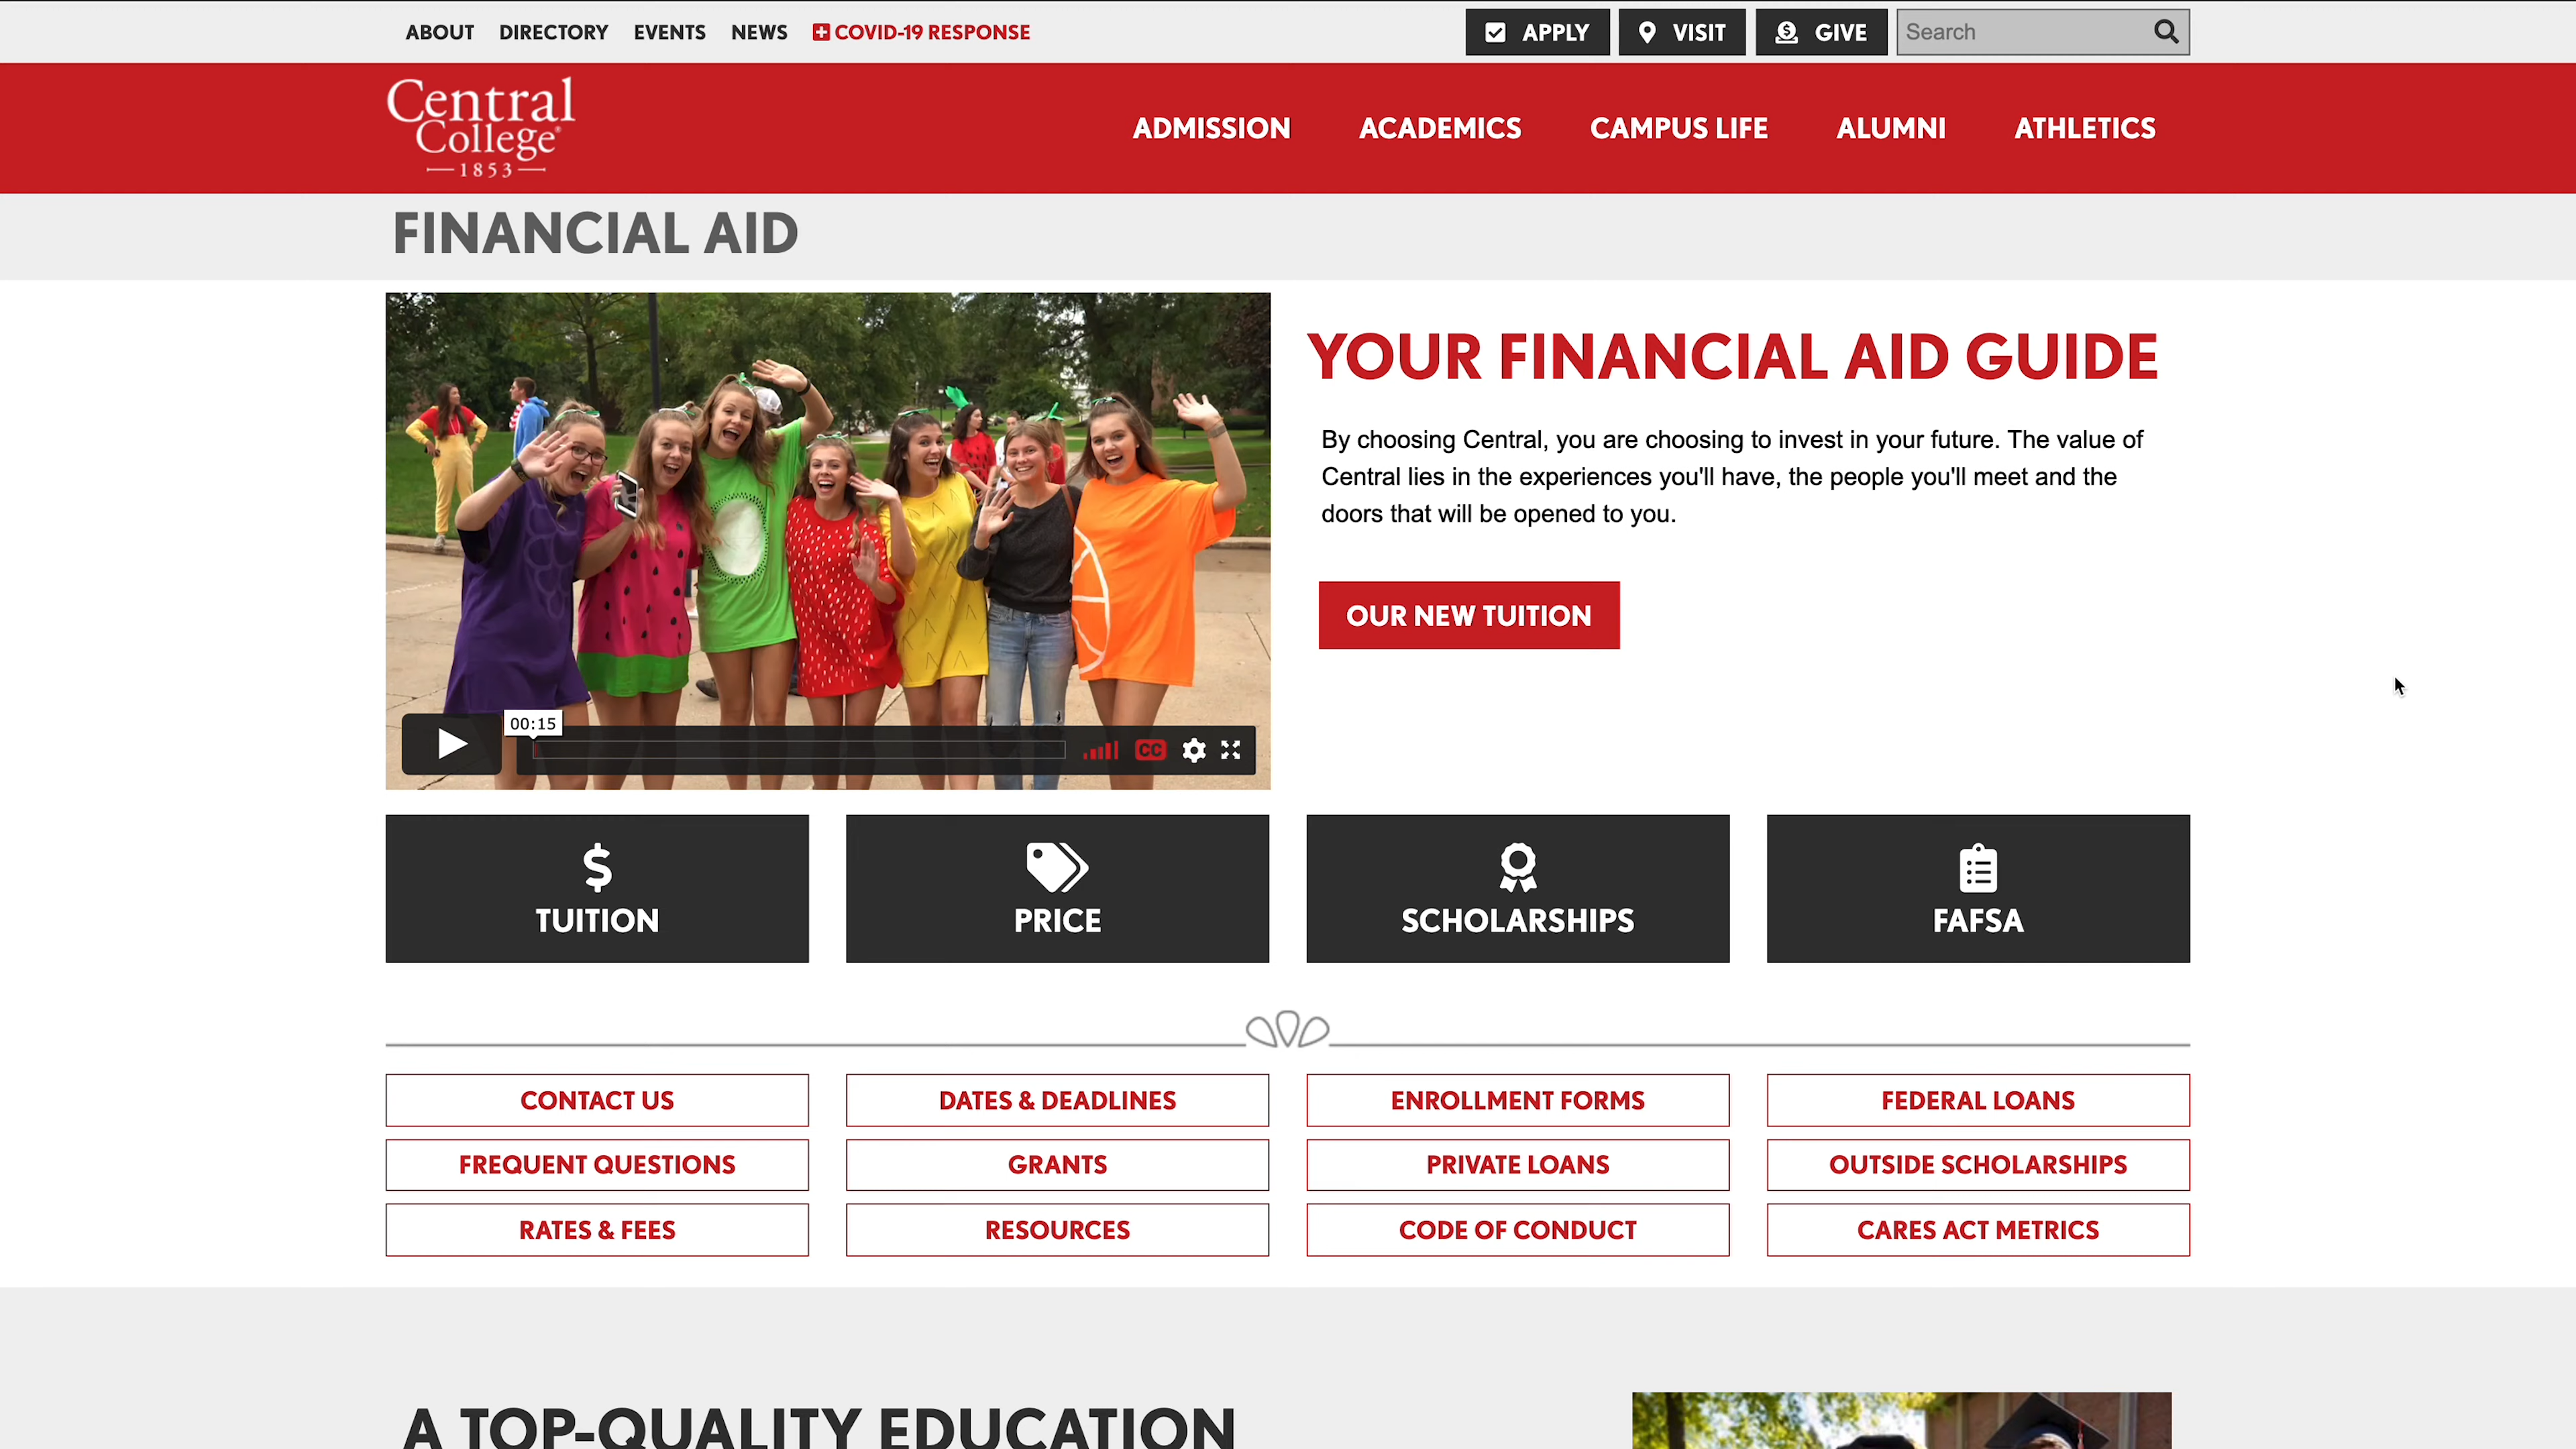 ABOUT DIRECTORY EVENTS NEWS COVID-19 RESPONSE APPLY VISIT GIVE Search
Central
College®
1853
ADMISSION ACADEMICS CAMPUS LIFE ALUMNI ATHLETICS
FINANCIAL AID
YOUR FINANCIAL AID GUIDE
By choosing Central, you are choosing to invest in your future. The value of
Central lies in the experiences you'll have, the people you'll meet and the
doors that will be opened to you.
OUR NEW TUITION
00:15
CC
TUITION PRICE SCHOLARSHIPS FAFSA
CONTACT US DATES & DEADLINES ENROLLMENT FORMS FEDERAL LOANS
FREQUENT QUESTIONS GRANTS PRIVATE LOANS OUTSIDE SCHOLARSHIPS
RATES & FEES RESOURCES CODE OF CONDUCT CARES ACT METRICS
A TOP-QUALITY EDUCATION